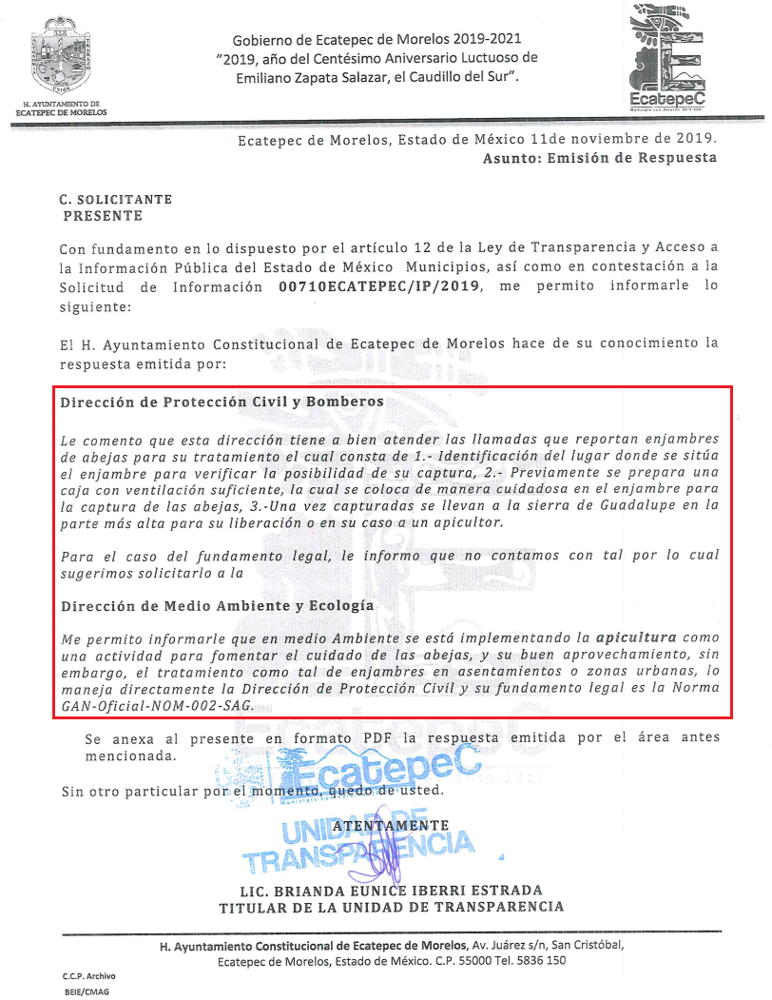 Gobierno de Ecatepec de Morelos 2019-2021
"2019, año del Centésimo Aniversario Luctuoso de
Emiliano Zapata Salazar, el Caudillo del Sur".
H. AYUNTAMIENTO DE
ECATEPEC DE MORELOS
EcatepeC
Municipio con Valores 2019-2021
Ecatepec de Morelos, Estado de México 11de noviembre de 2019.
Asunto: Emisión de Respuesta
C. SOLICITANTE
PRESENTE
Con fundamento en lo dispuesto por el artículo 12 de la Ley de Transparencia y Acceso a
la Información Pública del Estado de México Municipios, así como en contestación a la
Solicitud de Información 00710ECATEPEC/IP/2019, me permito informarle lo
siguiente:
El H. Ayuntamiento Constitucional de Ecatepec de Morelos hace de su conocimiento la
respuesta emitida por:
Dirección de Protección Civil y Bomberos
Le comento que esta dirección tiene a bien atender las llamadas que reportan enjambres
de abejas para su tratamiento el cual consta de 1.- Identificación del lugar donde se sitúa
el enjambre para verificar la posibilidad de su captura, 2.- Previamente se prepara una
caja con ventilación suficiente, la cual se coloca de manera cuidadosa en el enjambre para
la captura de las abejas, 3.-Una vez capturadas se llevan a la sierra de Guadalupe en la
parte más alta para su liberación o en su caso a un apicultor.
Para el caso del fundamento legal, le informo que no contamos con tal por lo cual
sugerimos solicitarlo a la
Dirección de Medio Ambiente y Ecología
Me permito informarle que en medio Ambiente se está implementando la apicultura como
una actividad para fomentar el cuidado de las abejas, y su buen aprovechamiento, sin
embargo, el tratamiento como tal de enjambres en asentamientos o zonas urbanas, lo
maneja directamente la Dirección de Protección Civil y su fundamento legal es la Norma
GAN-Oficial-NOM-002-SAG.
Se anexa al presente en formato PDF la respuesta emitida por el área antes
mencionada.
EcatepeC
Sin otro particular por el momento, quedo de usted.
ATENTAMENTE
UNIDAD DE
TRANSPARENCIA
LIC. BRIANDA EUNICE IBERRI ESTRADA
TITULAR DE LA UNIDAD DE TRANSPARENCIA
H. Ayuntamiento Constitucional de Ecatepec de Morelos, Av. Juárez s/n, San Cristóbal,
Ecatepec de Morelos, Estado de México. C.P. 55000 Tel. 5836 150
C.C.P. Archivo
BEIE/CMAG